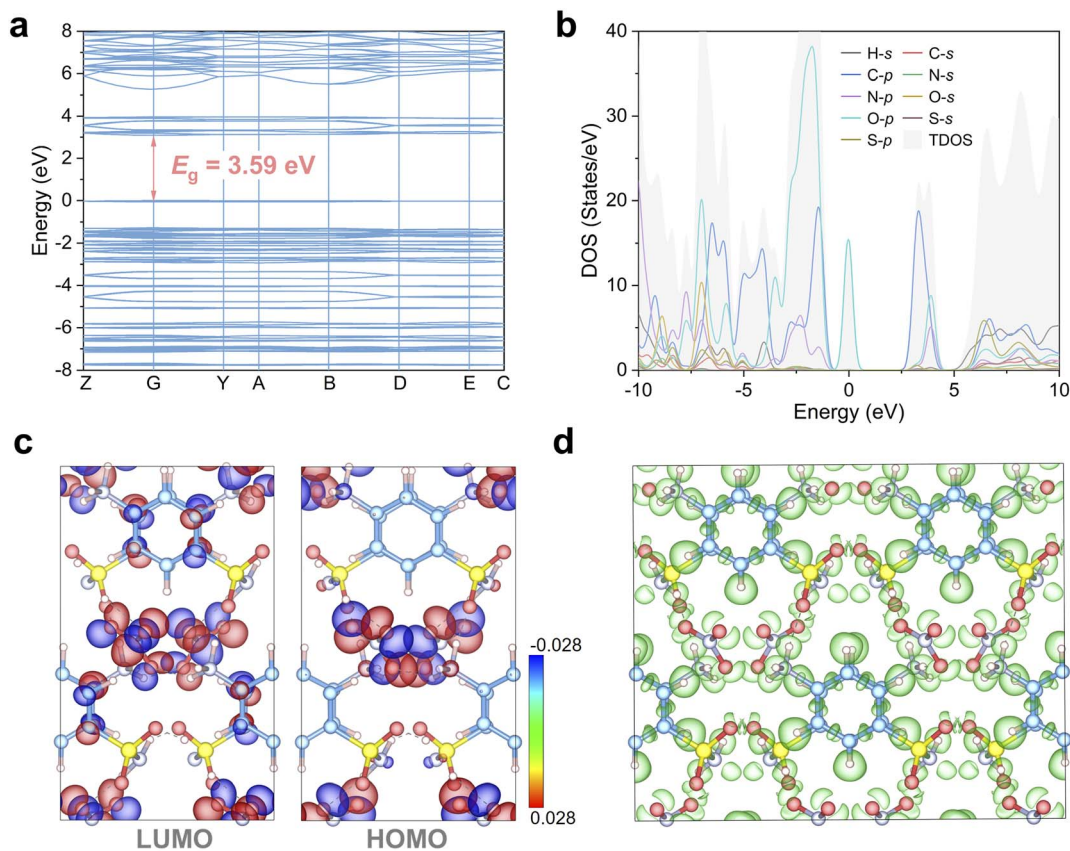 a
8
6
4
2
0
-2
-4
-6
-8
Energy (eV)
E_g = 3.59 eV
Z G Y A B D E C
b
40
30
20
10
0
DOS (States/eV)
H-s C-s
C-p N-s
N-p O-s
O-p S-s
S-p TDOS
-10 -5 0 5 10
Energy (eV)
c
-0.028
0.028
LUMO HOMO
d